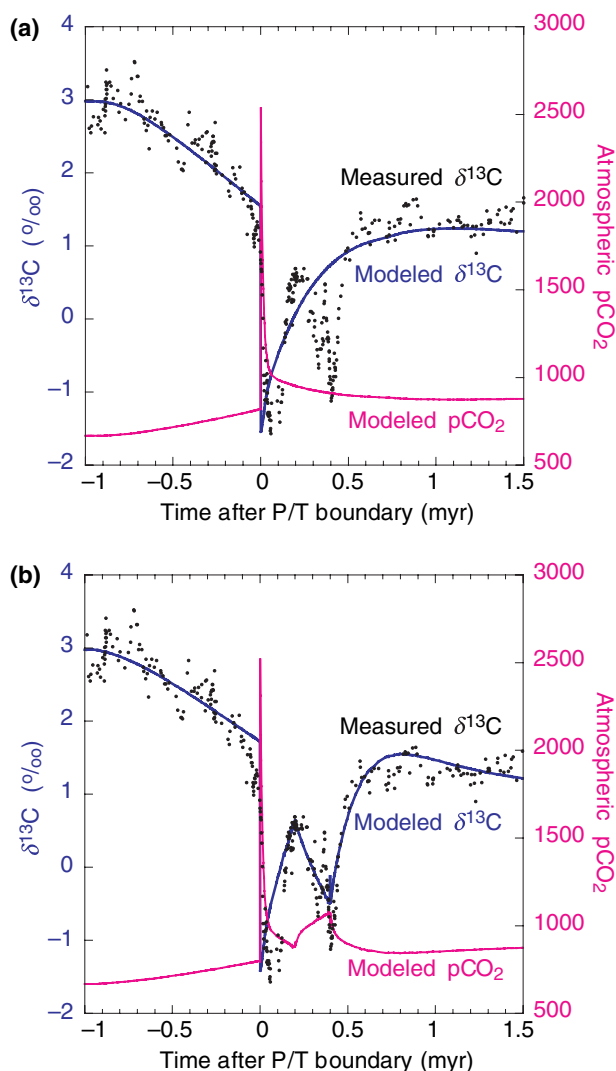 (a)
4
3
2
1
0
−1
−2
δ13C (o/oo)
3000
2500
2000
1500
1000
500
Atmospheric pCO2
Measured δ13C
Modeled δ13C
Modeled pCO2
−1 −0.5 0 0.5 1 1.5
Time after P/T boundary (myr)
(b)
4
3
2
1
0
−1
−2
δ13C (o/oo)
3000
2500
2000
1500
1000
500
Atmospheric pCO2
Measured δ13C
Modeled δ13C
Modeled pCO2
−1 −0.5 0 0.5 1 1.5
Time after P/T boundary (myr)